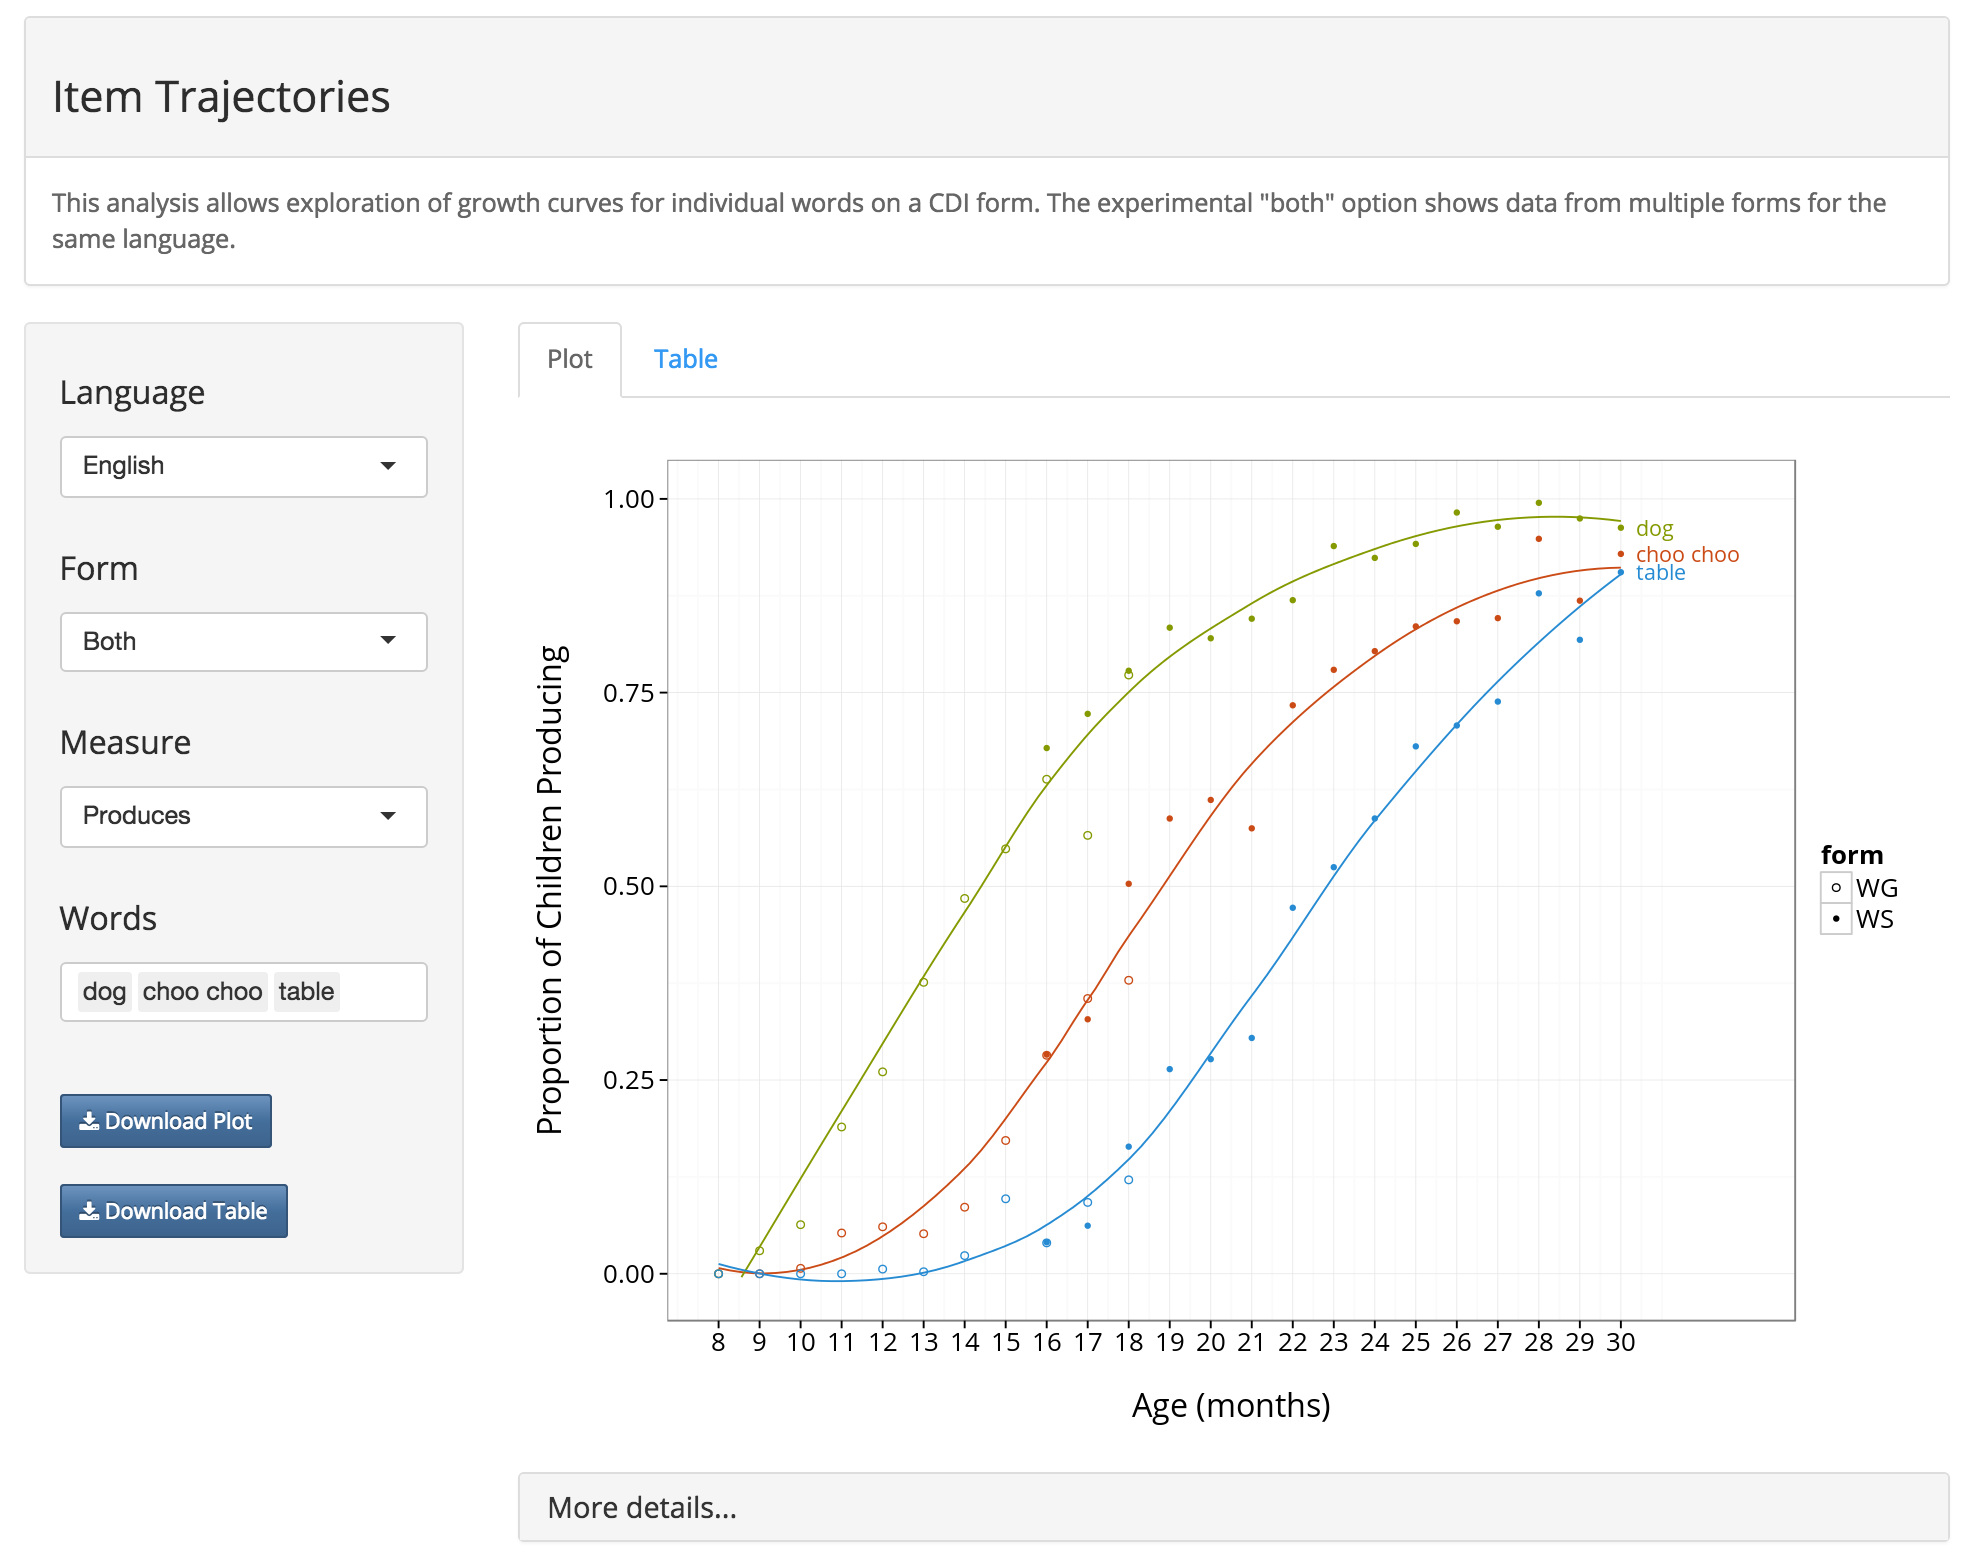 Item Trajectories
This analysis allows exploration of growth curves for individual words on a CDI form. The experimental "both" option shows data from multiple forms for the
same language.
Language
English
Form
Both
Measure
Produces
Words
dog choo choo table
Download Plot
Download Table
Plot Table
Proportion of Children Producing
1.00
0.75
0.50
0.25
0.00
dog
choo choo
table
8 9 10 11 12 13 14 15 16 17 18 19 20 21 22 23 24 25 26 27 28 29 30
Age (months)
form
WG
WS
More details...